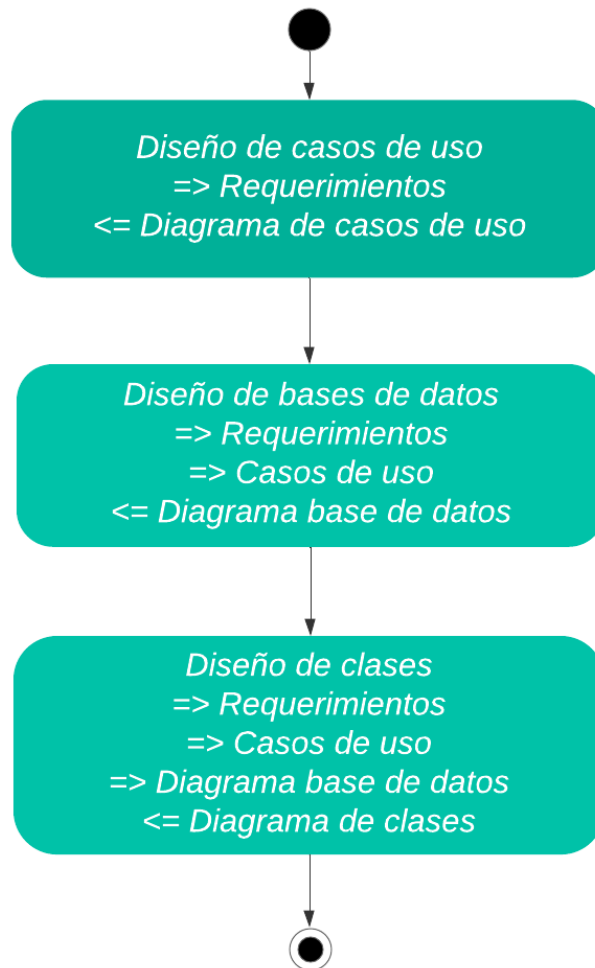 Diseño de casos de uso
=> Requerimientos
<= Diagrama de casos de uso
Diseño de bases de datos
=> Requerimientos
=> Casos de uso
<= Diagrama base de datos
Diseño de clases
=> Requerimientos
=> Casos de uso
=> Diagrama base de datos
<= Diagrama de clases